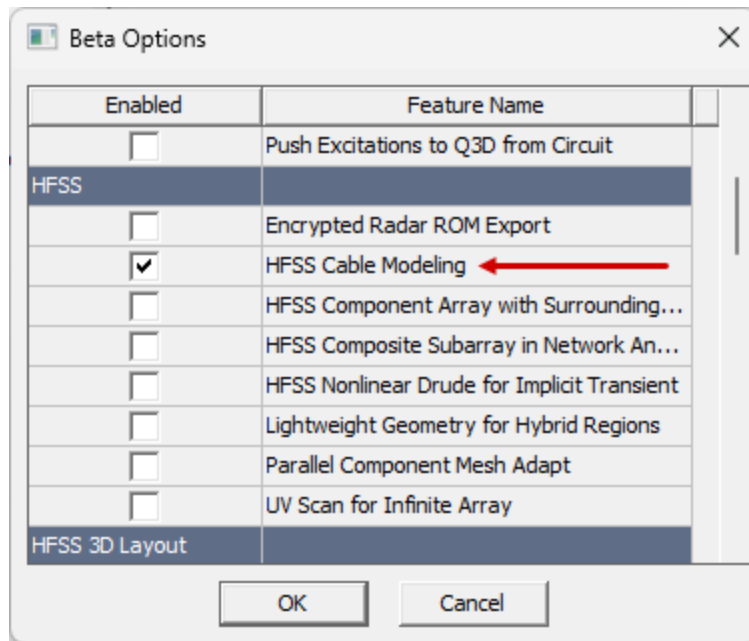 Beta Options
Enabled Feature Name
Push Excitations to Q3D from Circuit
HFSS
Encrypted Radar ROM Export
HFSS Cable Modeling
HFSS Component Array with Surrounding...
HFSS Composite Subarray in Network An...
HFSS Nonlinear Drude for Implicit Transient
Lightweight Geometry for Hybrid Regions
Parallel Component Mesh Adapt
UV Scan for Infinite Array
HFSS 3D Layout
OK Cancel